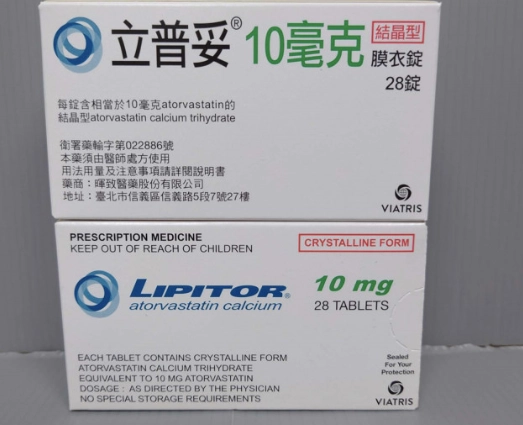 立普妥® 10毫克 結晶型
膜衣錠
28錠
每錠含相當於10毫克atorvastatin的
結晶型atorvastatin calcium trihydrate
衛署藥輸字第022886號
本藥須由醫師處方使用
用法用量及注意事項請詳閱說明書
藥商：暉致醫藥股份有限公司
地址：臺北市信義區信義路5段7號27樓
VIATRIS
PRESCRIPTION MEDICINE
KEEP OUT OF REACH OF CHILDREN
CRYSTALLINE FORM
LIPITOR® 10 mg
atorvastatin calcium 28 TABLETS
EACH TABLET CONTAINS CRYSTALLINE FORM
ATORVASTATIN CALCIUM TRIHYDRATE
EQUIVALENT TO 10 MG ATORVASTATIN
DOSAGE : AS DIRECTED BY THE PHYSICIAN
NO SPECIAL STORAGE REQUIREMENTS
Sealed
For Your
Protection
VIATRIS